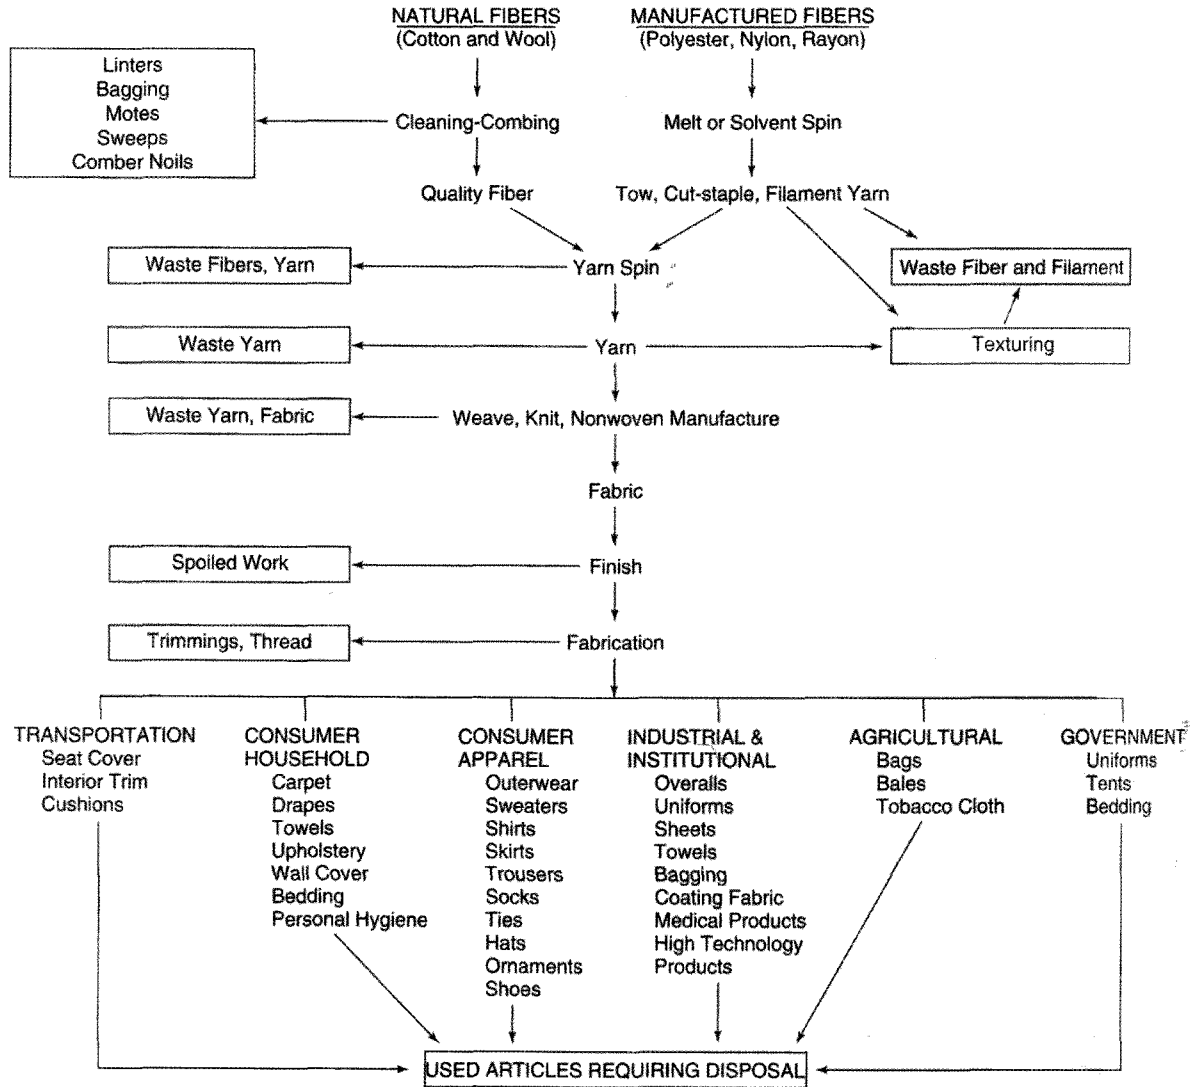 NATURAL FIBERS
(Cotton and Wool)
MANUFACTURED FIBERS
(Polyester, Nylon, Rayon)
Linters
Bagging
Motes
Sweeps
Comber Noils
Cleaning-Combing
Melt or Solvent Spin
Quality Fiber
Tow, Cut-staple, Filament Yarn
Waste Fibers, Yarn
Yarn Spin
Waste Fiber and Filament
Waste Yarn
Yarn
Texturing
Waste Yarn, Fabric
Weave, Knit, Nonwoven Manufacture
Fabric
Spoiled Work
Finish
Trimmings, Thread
Fabrication
TRANSPORTATION
Seat Cover
Interior Trim
Cushions
CONSUMER
HOUSEHOLD
Carpet
Drapes
Towels
Upholstery
Wall Cover
Bedding
Personal Hygiene
CONSUMER
APPAREL
Outerwear
Sweaters
Shirts
Skirts
Trousers
Socks
Ties
Hats
Ornaments
Shoes
INDUSTRIAL &
INSTITUTIONAL
Overalls
Uniforms
Sheets
Towels
Bagging
Coating Fabric
Medical Products
High Technology
Products
AGRICULTURAL
Bags
Bales
Tobacco Cloth
GOVERNMENT
Uniforms
Tents
Bedding
USED ARTICLES REQUIRING DISPOSAL